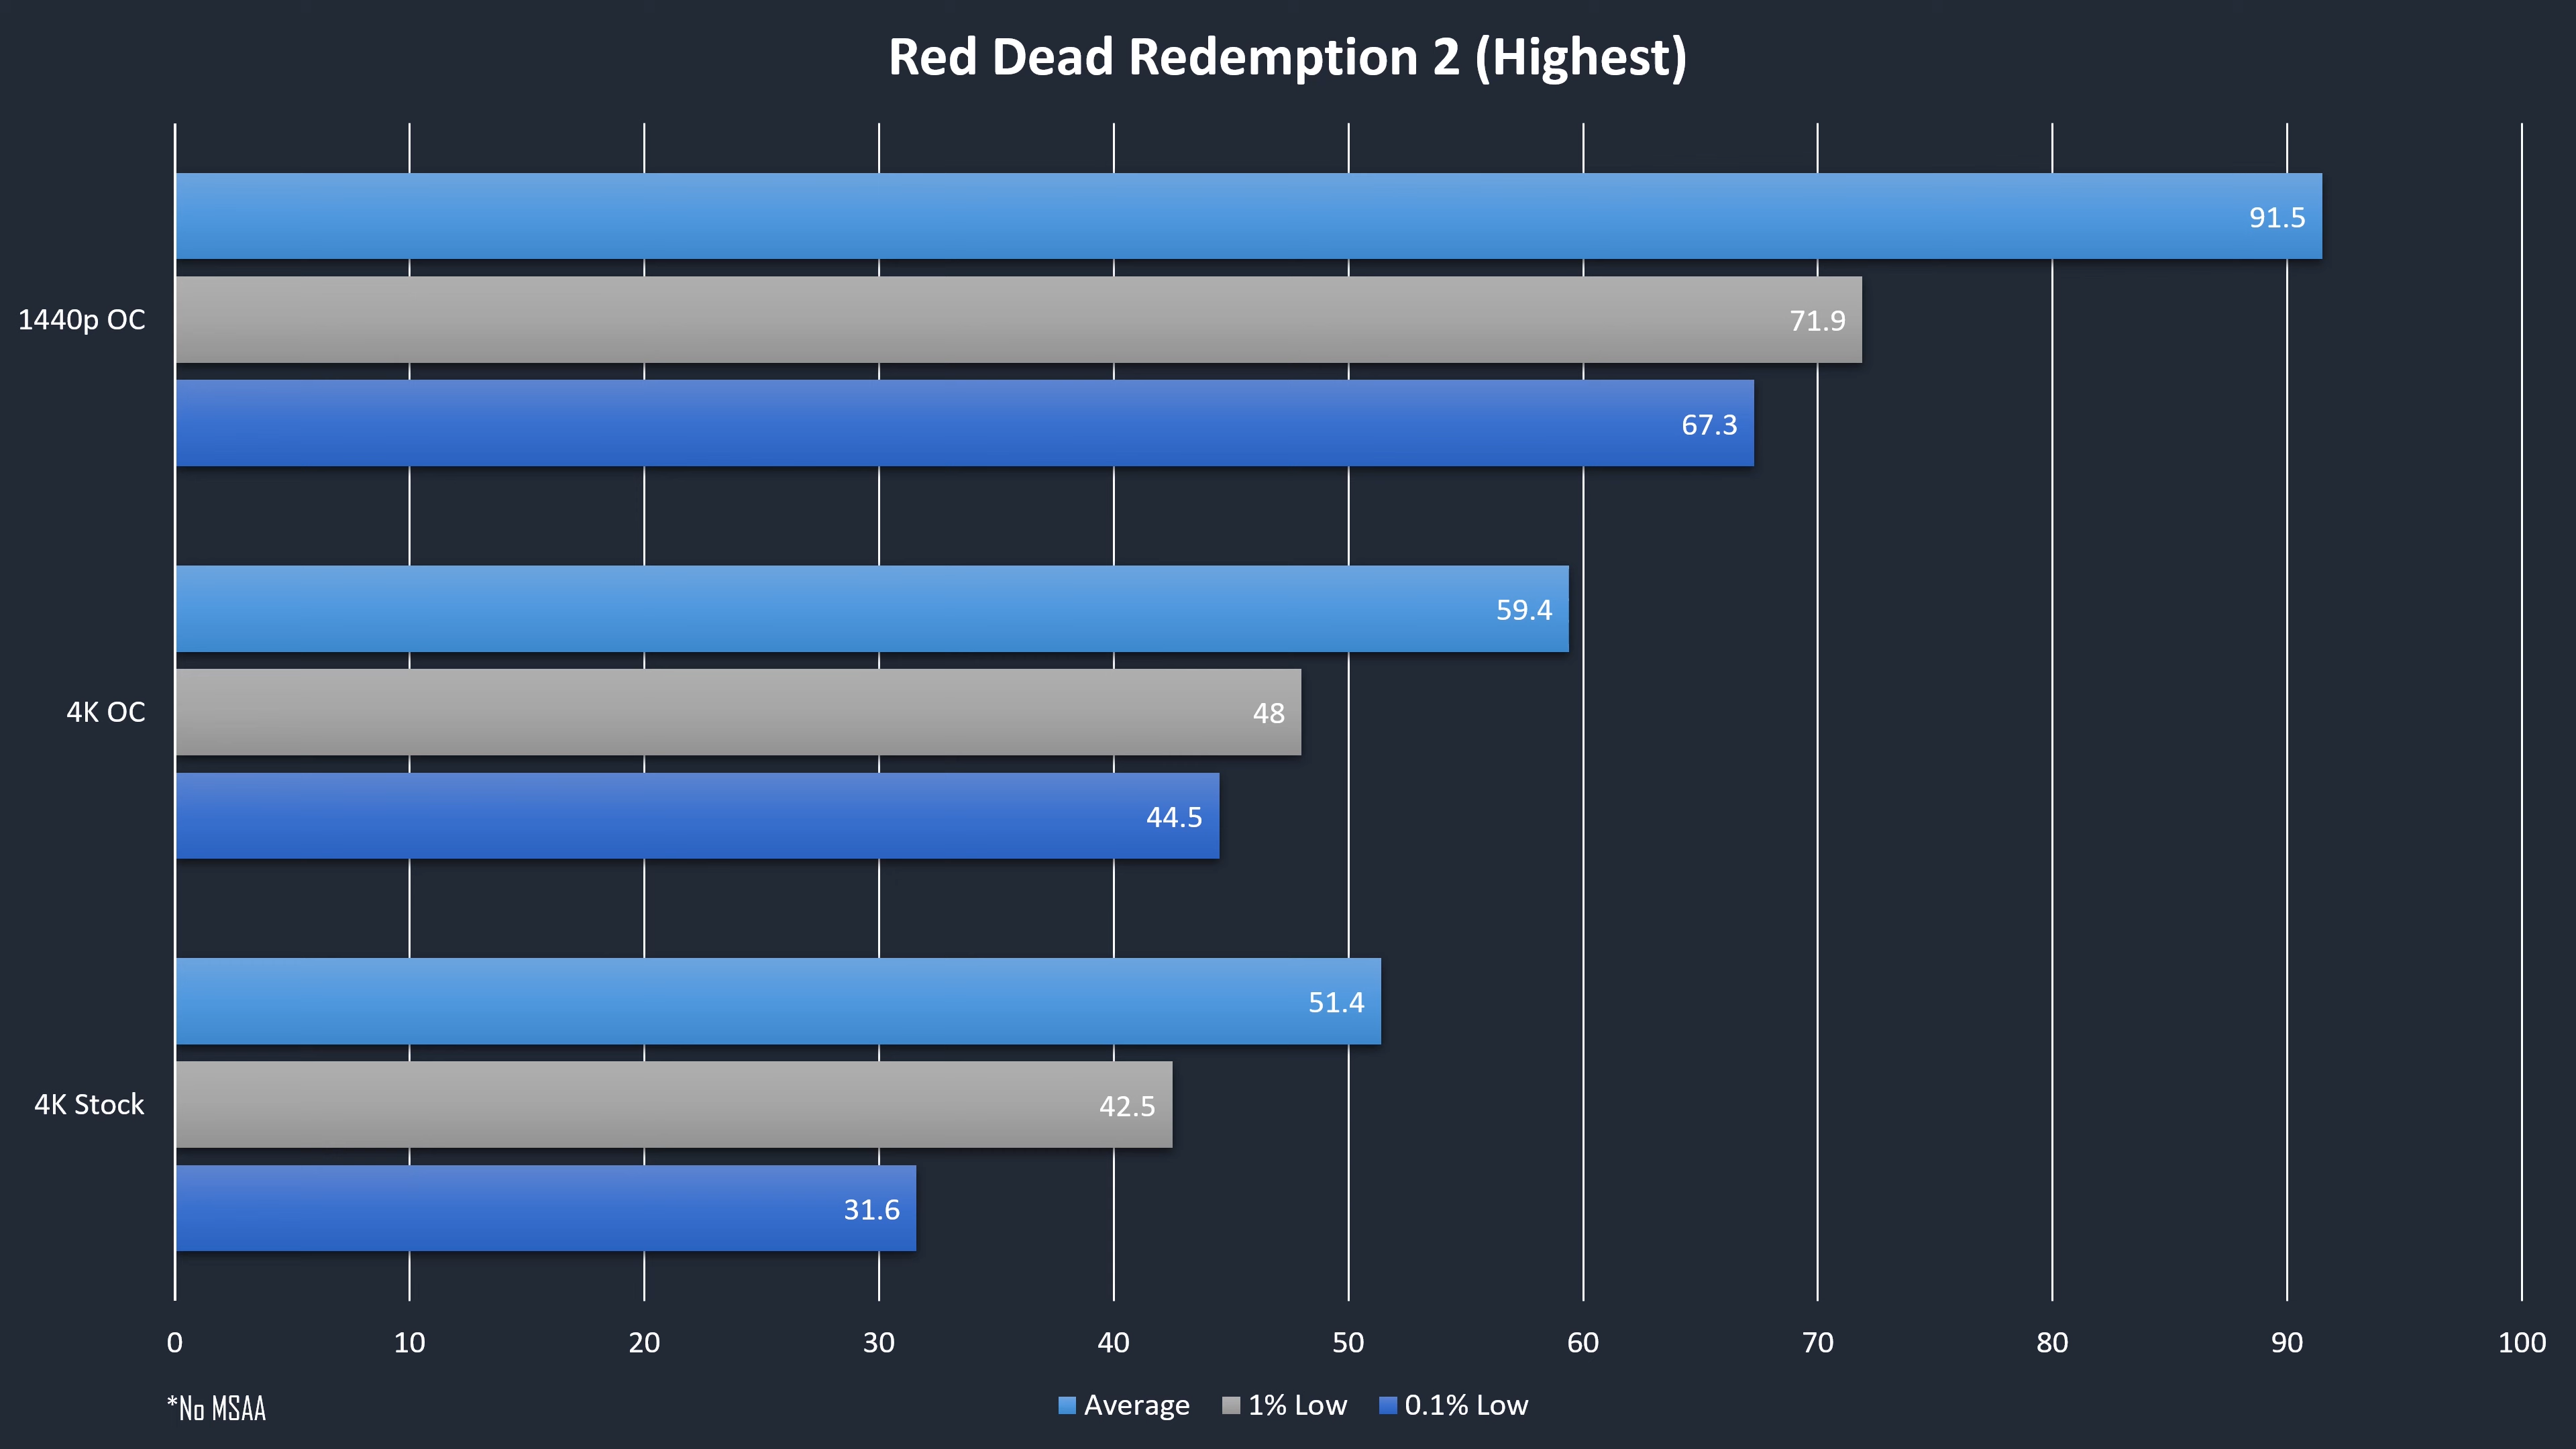 Red Dead Redemption 2 (Highest)
91.5
1440p OC
71.9
67.3
59.4
4K OC
48
44.5
51.4
4K Stock
42.5
31.6
0 10 20 30 40 50 60 70 80 90 100
*No MSAA
Average 1% Low 0.1% Low